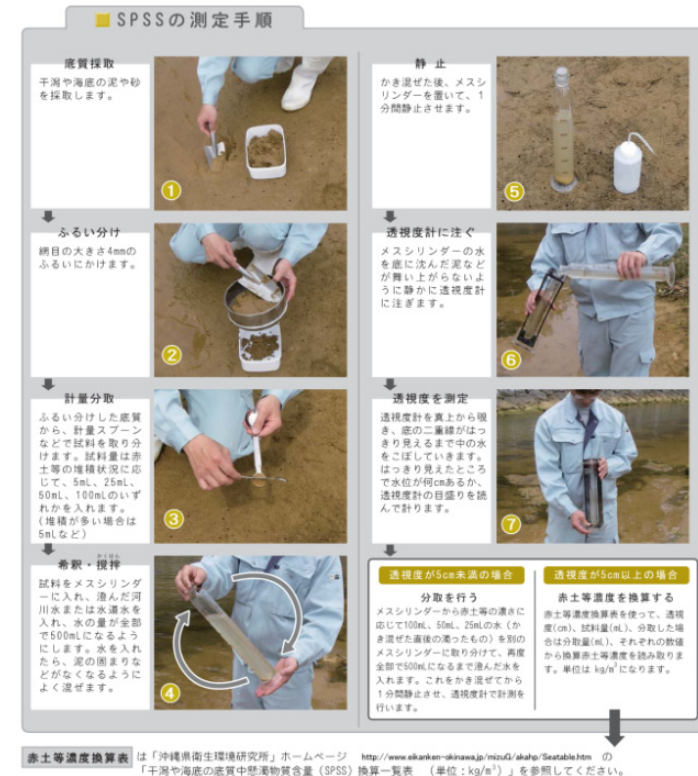 SPSSの測定手順
底質採取
干潟や海底の泥や砂
を採取します。
①
ふるい分け
網目の大きさ4mmの
ふるいにかけます。
②
計量分取
ふるい分けした底質
から、計量スプーン
などで試料を取り分
けます。試料量は赤
土等の堆積状況に応
じて、5mL、25mL、
50mL、100mLのいず
れかを入れます。
(堆積が多い場合は
5mLなど)
③
かくはん
希釈・撹拌
試料をメスシリンダ
ーに入れ、澄んだ河
川水または水道水を
入れ、水の量が全部
で500mLになるよう
にします。水を入れ
たら、泥の固まりな
どがなくなるように
よく混ぜます。
④
静 止
かき混ぜた後、メスシ
リンダーを置いて、1
分間静止させます。
⑤
透視度計に注ぐ
メスシリンダーの水
を底に沈んだ泥など
が舞い上がらないよ
うに静かに透視度計
に注ぎます。
⑥
透視度を測定
透視度計を真上から覗
き、底の二重線がはっ
きり見えるまで中の水
をこぼしていきます。
はっきり見えたところ
で水位が何cmあるか、
透視度計の目盛りを読
んで計ります。
⑦
透視度が5cm未満の場合
分取を行う
メスシリンダーから赤土等の濃さに
応じて100mL、50mL、25mLの水(か
き混ぜた直後の濁ったもの)を別の
メスシリンダーに取り分けて、再度
全部で500mLになるまで澄んだ水を
入れます。これをかき混ぜてから
1分間静止させ、透視度計で計測を
行います。
透視度が5cm以上の場合
赤土等濃度を換算する
赤土等濃度換算表を使って、透視
度(cm)、試料量(mL)、分取した場
合は分取量(mL)、それぞれの数値
から換算赤土等濃度を読み取りま
す。単位は kg/m³になります。
赤土等濃度換算表 は「沖縄県衛生環境研究所」ホームページ http://www.eikanken-okinawa.jp/mizuG/akahp/Seatable.htm の
「干潟や海底の底質中懸濁物質含量(SPSS)換算一覧表 (単位：kg/m³)」を参照してください。